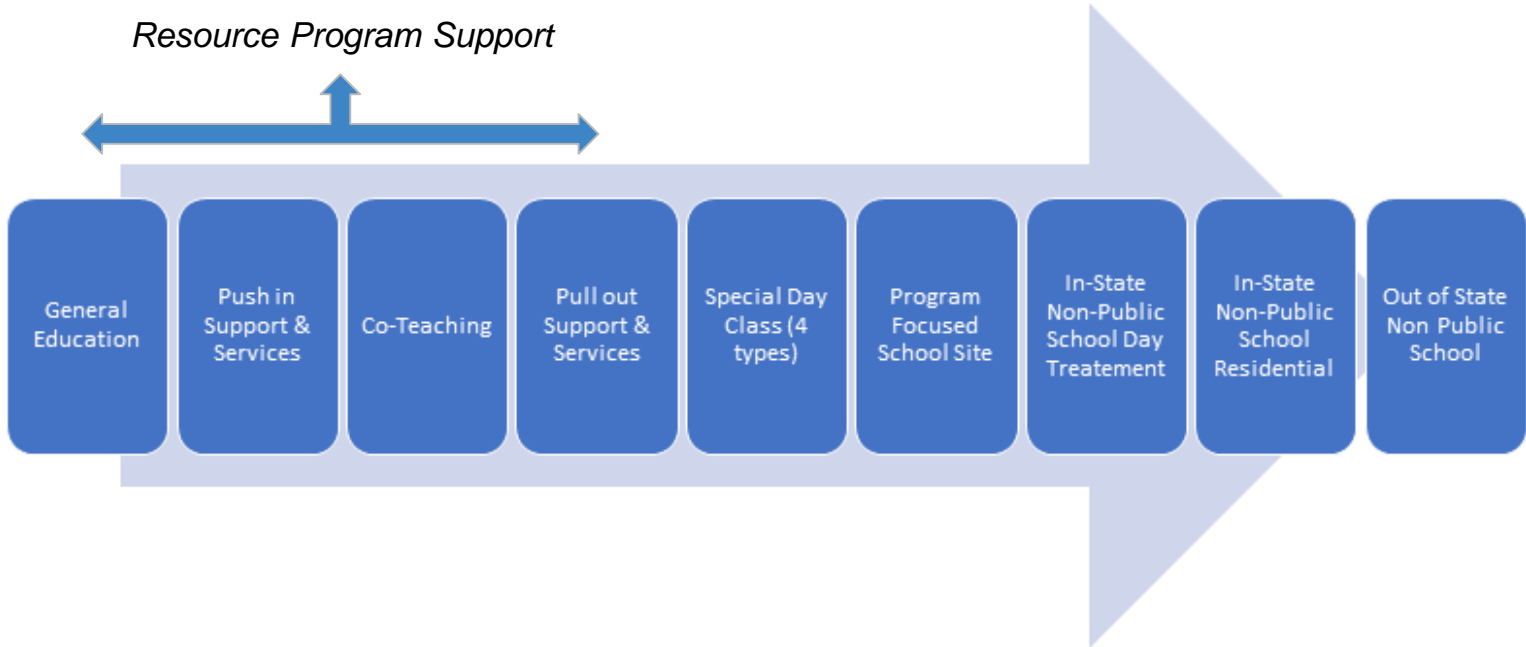 Resource Program Support
General
Education
Push in
Support &
Services
Co-Teaching
Pull out
Support &
Services
Special Day
Class (4
types)
Program
Focused
School Site
In-State
Non-Public
School Day
Treatement
In-State
Non-Public
School
Residential
Out of State
Non Public
School